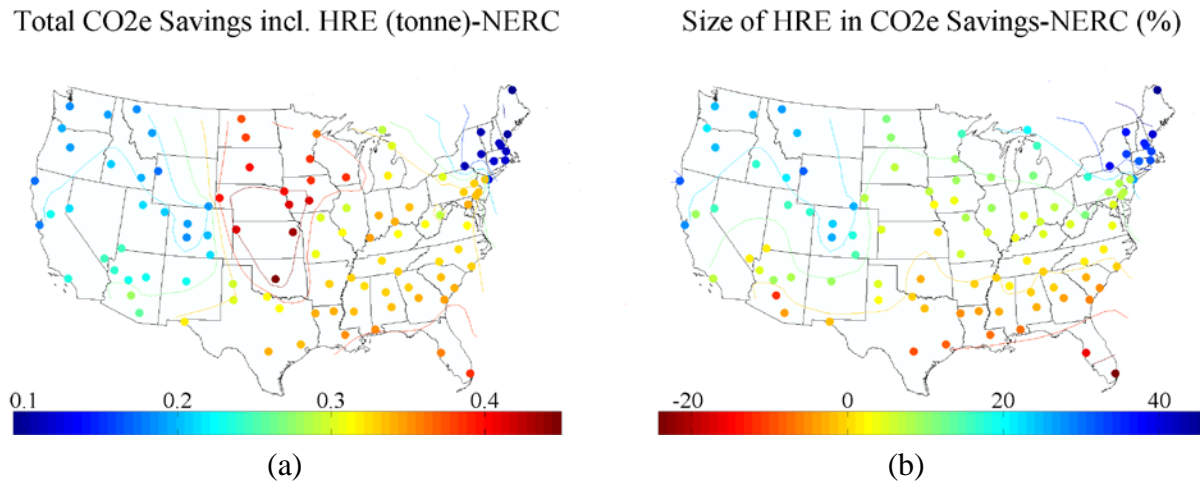 Total CO2e Savings incl. HRE (tonne)-NERC
Size of HRE in CO2e Savings-NERC (%)
0.1 0.2 0.3 0.4
-20 0 20 40
(a)
(b)